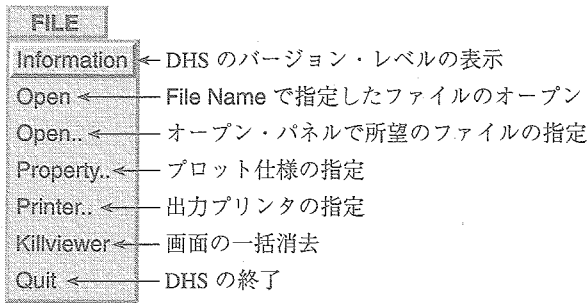 FILE
Information DHS のバージョン・レベルの表示
Open File Name で指定したファイルのオープン
Open.. オープン・パネルで所望のファイルの指定
Property.. プロット仕様の指定
Printer.. 出力プリンタの指定
Killviewer 画面の一括消去
Quit DHS の終了